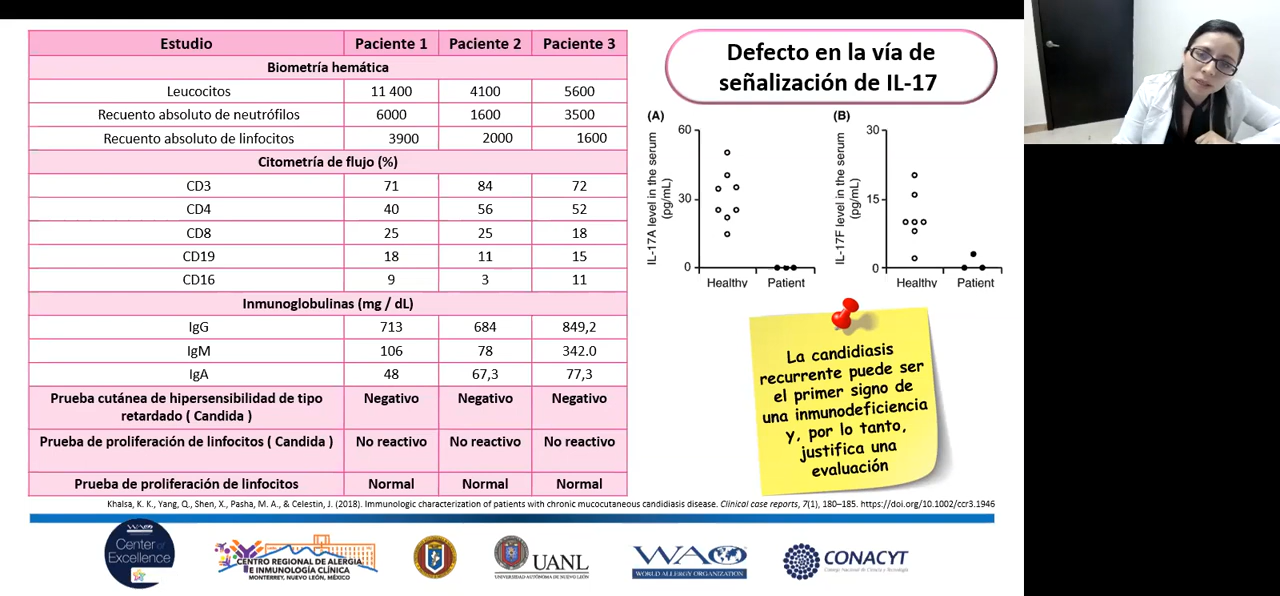 Estudio Paciente 1 Paciente 2 Paciente 3
Biometría hemática
Leucocitos 11 400 4100 5600
Recuento absoluto de neutrófilos 6000 1600 3500
Recuento absoluto de linfocitos 3900 2000 1600
Citometría de flujo (%)
CD3 71 84 72
CD4 40 56 52
CD8 25 25 18
CD19 18 11 15
CD16 9 3 11
Inmunoglobulinas (mg / dL)
IgG 713 684 849,2
IgM 106 78 342.0
IgA 48 67,3 77,3
Prueba cutánea de hipersensibilidad de tipo
retardado ( Candida ) Negativo Negativo Negativo
Prueba de proliferación de linfocitos ( Candida ) No reactivo No reactivo No reactivo
Prueba de proliferación de linfocitos Normal Normal Normal
Defecto en la vía de
señalización de IL-17
(A)
IL-17A level in the serum
(pg/mL)
60
30
0
Healthy Patient
(B)
IL-17F level in the serum
(pg/mL)
30
15
0
Healthy Patient
La candidiasis
recurrente puede ser
el primer signo de
una inmunodeficiencia
y, por lo tanto,
justifica una
evaluación
Khalsa, K. K., Yang, Q., Shen, X., Pasha, M. A., & Celestin, J. (2018). Immunologic characterization of patients with chronic mucocutaneous candidiasis disease. Clinical case reports, 7(1), 180–185. https://doi.org/10.1002/ccr3.1946
WAO
Center of
Excellence
CENTRO REGIONAL DE ALERGIA
E INMUNOLOGÍA CLÍNICA
MONTERREY, NUEVO LEÓN, MÉXICO
UANL
UNIVERSIDAD AUTÓNOMA DE NUEVO LEÓN
WAO
WORLD ALLERGY ORGANIZATION
CONACYT
Consejo Nacional de Ciencia y Tecnología